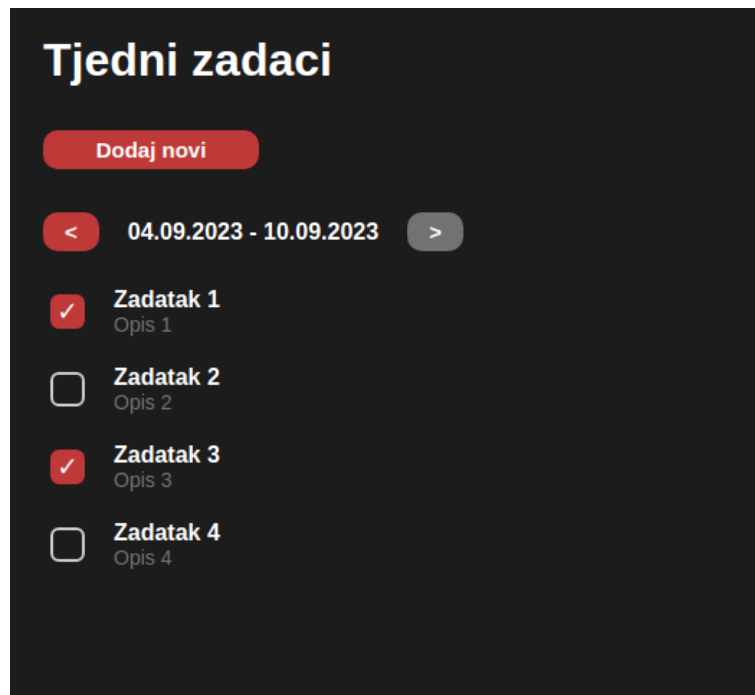 Tjedni zadaci
Dodaj novi
< 04.09.2023 - 10.09.2023 >
✓ Zadatak 1
Opis 1
Zadatak 2
Opis 2
✓ Zadatak 3
Opis 3
Zadatak 4
Opis 4